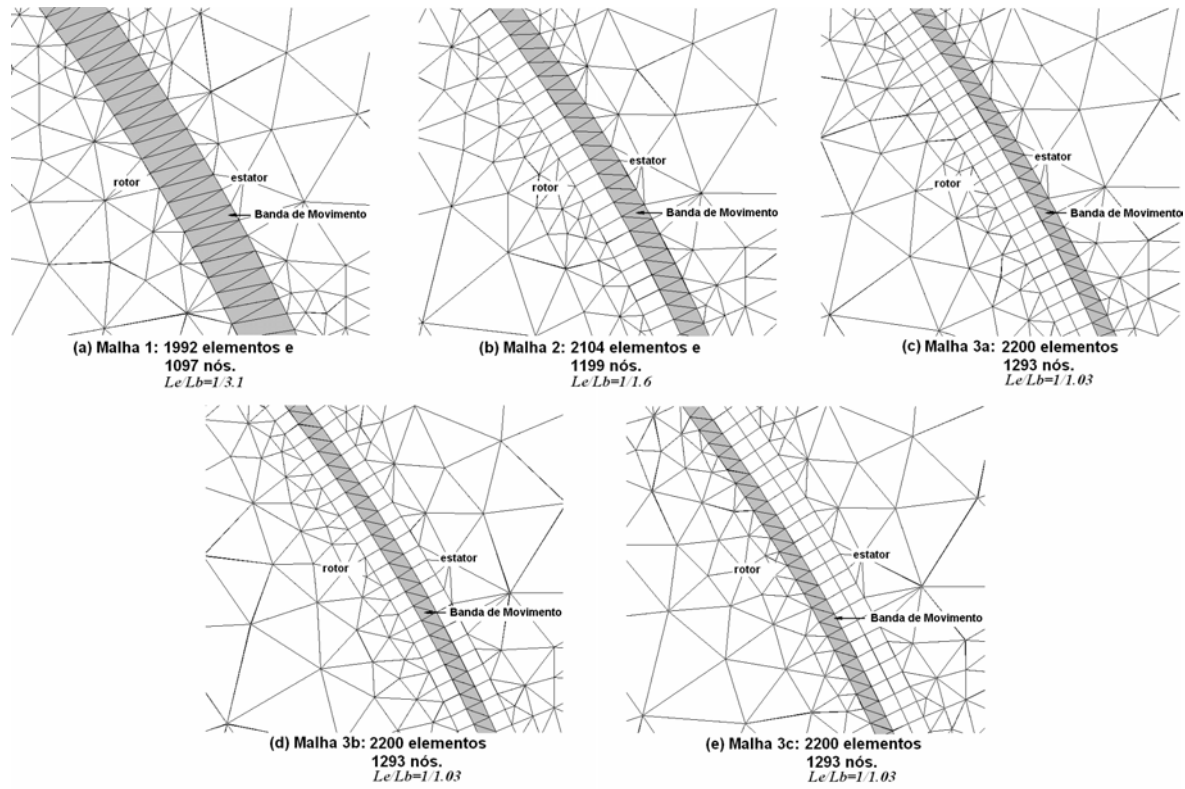 rotor
estator
Banda de Movimento
(a) Malha 1: 1992 elementos e
1097 nós.
Le/Lb=1/3.1
estator
rotor
Banda de Movimento
(b) Malha 2: 2104 elementos e
1199 nós.
Le/Lb=1/1.6
estator
rotor
Banda de Movimento
(c) Malha 3a: 2200 elementos
1293 nós.
Le/Lb=1/1.03
estator
rotor
Banda de Movimento
(d) Malha 3b: 2200 elementos
1293 nós.
Le/Lb=1/1.03
estator
rotor
Banda de Movimento
(e) Malha 3c: 2200 elementos
1293 nós.
Le/Lb=1/1.03